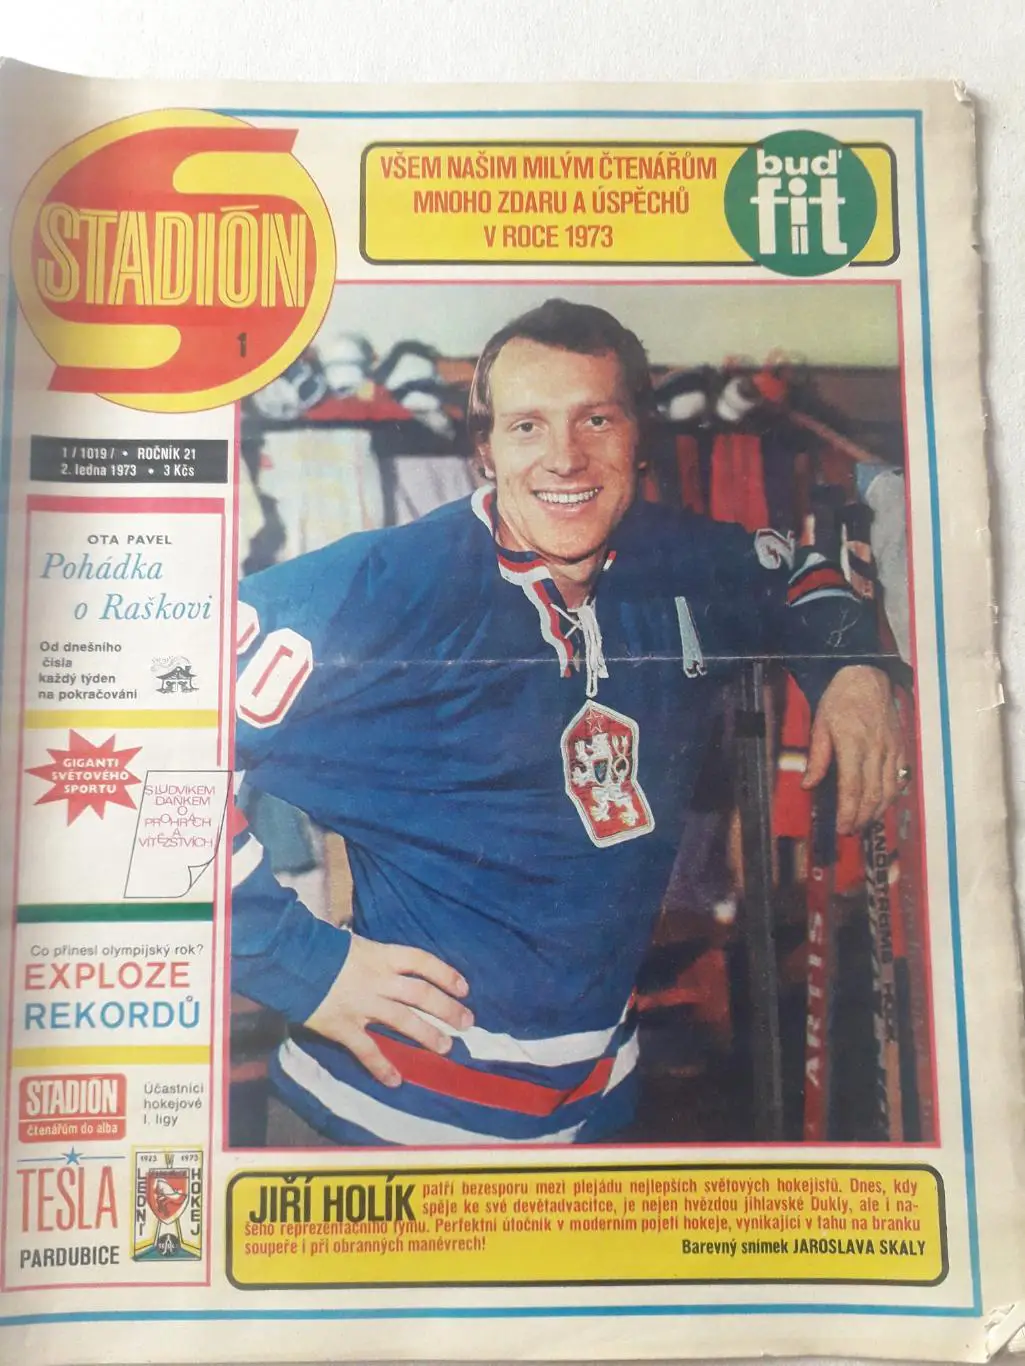 STADIÓN
1
VŠEM NAŠIM MILÝM ČTENÁŘŮM
MNOHO ZDARU A ÚSPĚCHŮ
V ROCE 1973
buď
fit
1 /1019/ • ROČNÍK 21
2. ledna 1973 • 3 Kčs
OTA PAVEL
Pohádka
o Raškovi
Od dnešního
čísla
každý týden
na pokračování
GIGANTI
SVĚTOVÉHO
SPORTU
S LUDVÍKEM
DAŇKEM
O
PROHRÁCH
A
VÍTĚZSTVÍCH
Co přinesl olympijský rok?
EXPLOZE
REKORDŮ
STADIÓN
čtenářům do alba
Účastníci
hokejové
I. ligy
TESLA
PARDUBICE
1923 1973
LEDNÍ
HOKEJ
20
ARTIS
JIŘÍ HOLÍK patří bezesporu mezi plejádu nejlepších světových hokejistů. Dnes, kdy
spěje ke své devětadvacítce, je nejen hvězdou jihlavské Dukly, ale i na-
šeho reprezentačního týmu. Perfektní útočník v moderním pojetí hokeje, vynikající v tahu na branku
soupeře i při obranných manévrech!
Barevný snímek JAROSLAVA SKÁLY